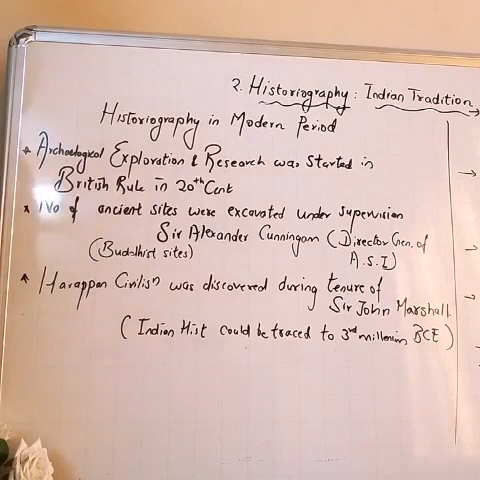 2. Historiography : Indian Tradition
Historiography in Modern Period
* Archaeological Exploration & Research was started in
British Rule in 20th Cent
* No of ancient sites were excavated under supervision
Sir Alexander Cunningam (Director Gen. of
(Buddhist sites) A.S.I)
* Harappan Civilisn was discovered during tenure of
Sir John Marshall.
( Indian Hist could be traced to 3rd millenium BCE )